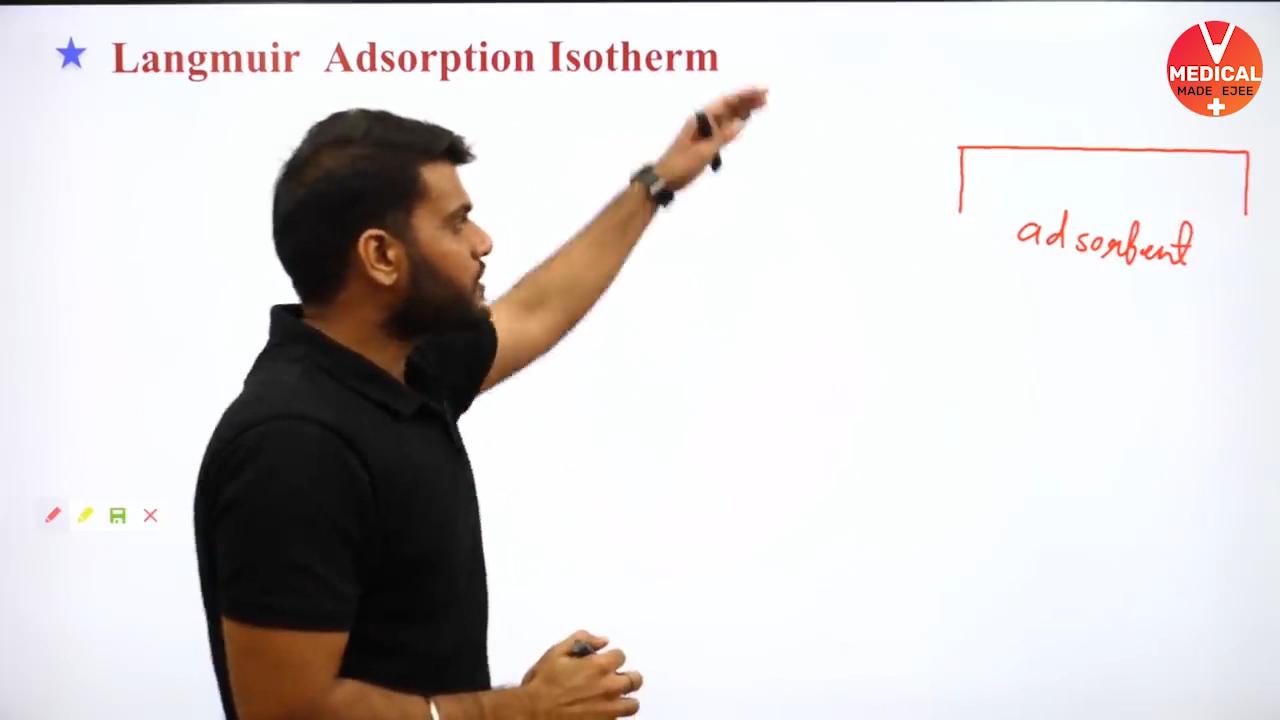 ★ Langmuir Adsorption Isotherm
V
MEDICAL
MADE EJEE
adsorbent